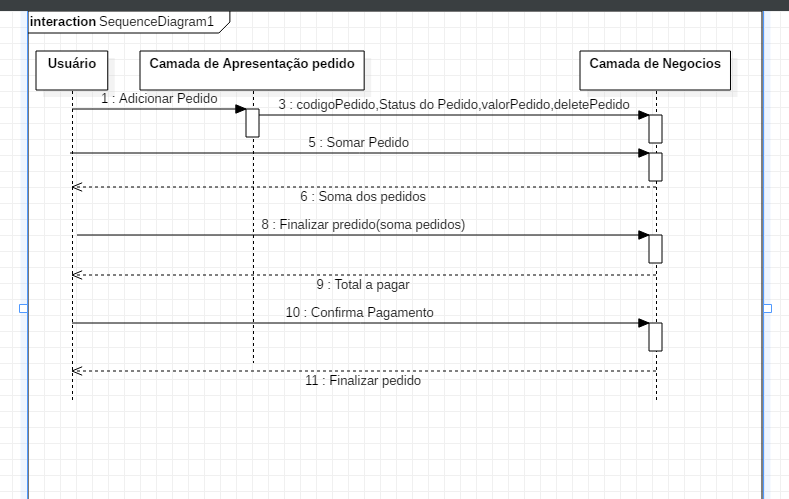 interaction SequenceDiagram1
Usuário
Camada de Apresentação pedido
Camada de Negocios
1 : Adicionar Pedido
3 : codigoPedido,Status do Pedido,valorPedido,deletePedido
5 : Somar Pedido
6 : Soma dos pedidos
8 : Finalizar predido(soma pedidos)
9 : Total a pagar
10 : Confirma Pagamento
11 : Finalizar pedido